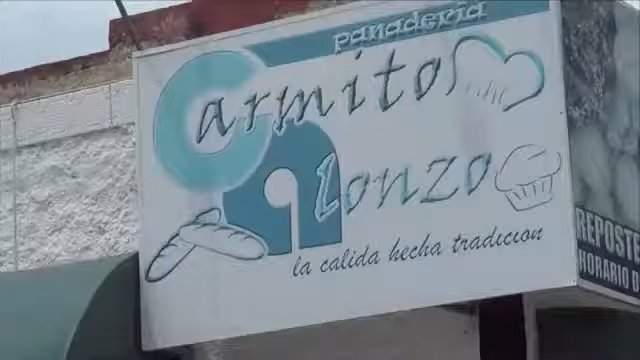 panadería
Carmito
alonzo
la calida hecha tradicion
REPOSTE
HORARIO D